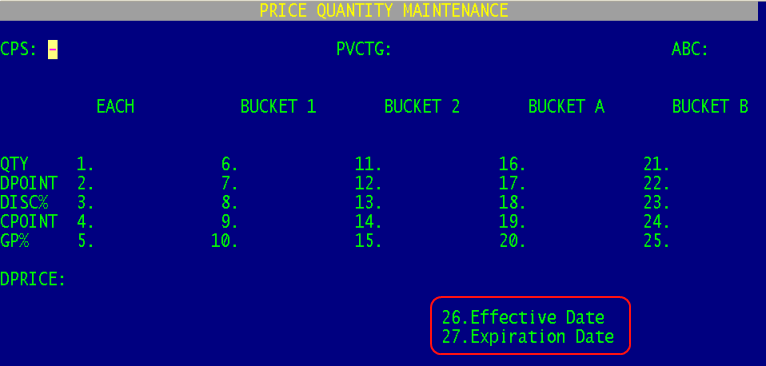 PRICE QUANTITY MAINTENANCE
CPS: PVCTG: ABC:
EACH BUCKET 1 BUCKET 2 BUCKET A BUCKET B
QTY 1. 6. 11. 16. 21.
DPOINT 2. 7. 12. 17. 22.
DISC% 3. 8. 13. 18. 23.
CPOINT 4. 9. 14. 19. 24.
GP% 5. 10. 15. 20. 25.
DPRICE:
26.Effective Date
27.Expiration Date